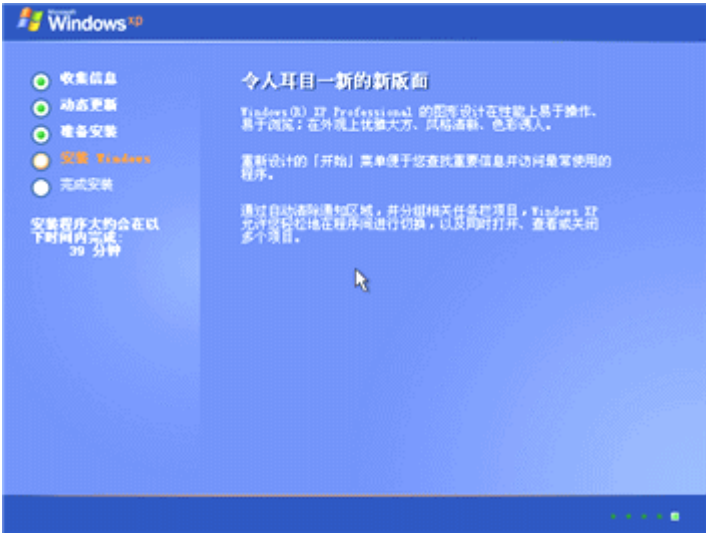 Microsoft
Windows xp
收集信息
动态更新
准备安装
安装 Windows
完成安装
安装程序大约会在以
下时间内完成:
39 分钟
令人耳目一新的新版面
Windows(R) XP Professional 的图形设计在性能上易于操作、
易于浏览；在外观上优雅大方、风格清新、色彩诱人。
重新设计的「开始」菜单便于您查找重要信息并访问最常使用的
程序。
通过自动清除通知区域，并分组相关任务栏项目，Windows XP
允许您轻松地在程序间进行切换，以及同时打开、查看或关闭
多个项目。